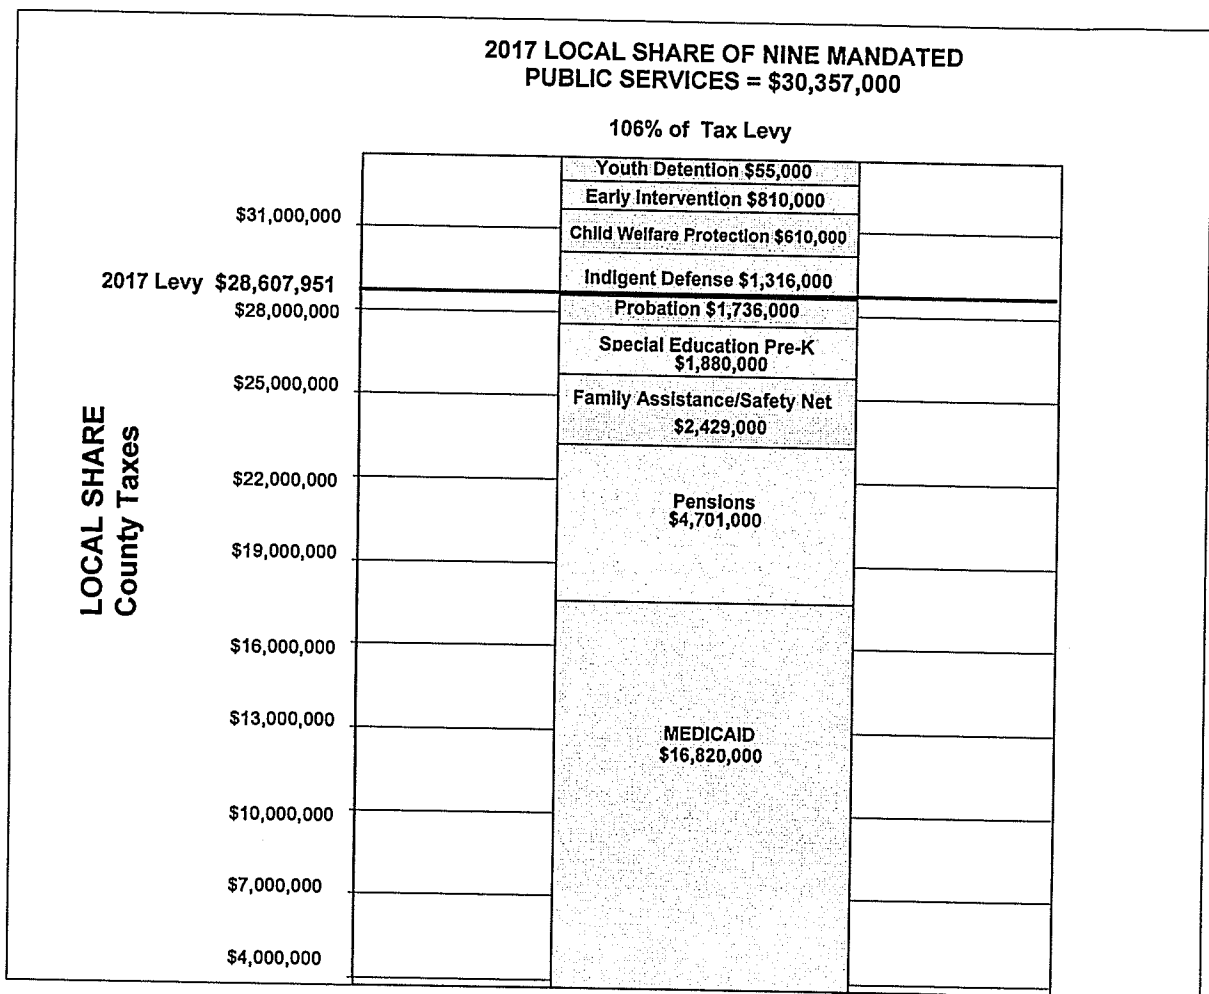 2017 LOCAL SHARE OF NINE MANDATED
PUBLIC SERVICES = $30,357,000
106% of Tax Levy
Youth Detention $55,000
Early Intervention $810,000
$31,000,000
Child Welfare Protection $610,000
2017 Levy $28,607,951
Indigent Defense $1,316,000
$28,000,000
Probation $1,736,000
Special Education Pre-K
$1,880,000
$25,000,000
Family Assistance/Safety Net
$2,429,000
LOCAL SHARE
County Taxes
$22,000,000
Pensions
$4,701,000
$19,000,000
$16,000,000
$13,000,000
MEDICAID
$16,820,000
$10,000,000
$7,000,000
$4,000,000